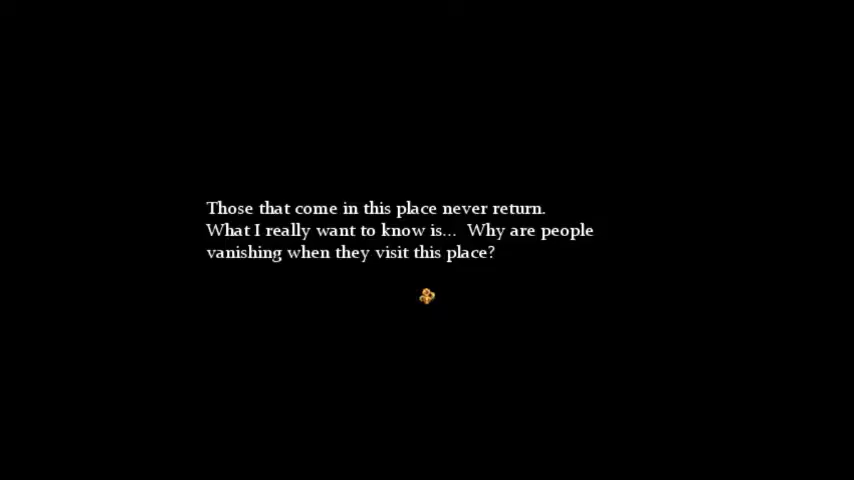 Those that come in this place never return.
What I really want to know is...  Why are people
vanishing when they visit this place?